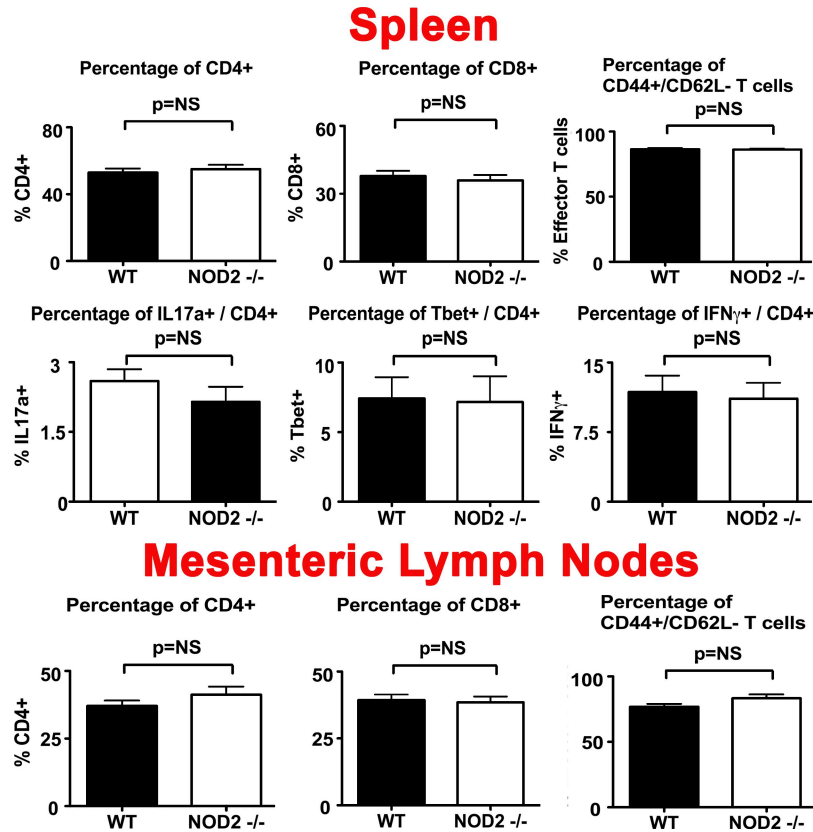 Spleen
Percentage of CD4+
p=NS
80
40
0
% CD4+
WT NOD2 -/-
Percentage of CD8+
p=NS
60
30
0
% CD8+
WT NOD2 -/-
Percentage of
CD44+/CD62L- T cells
p=NS
100
50
0
% Effector T cells
WT NOD2 -/-
Percentage of IL17a+ / CD4+
p=NS
3
1.5
0
% IL17a+
WT NOD2 -/-
Percentage of Tbet+ / CD4+
p=NS
10
5
0
% Tbet+
WT NOD2 -/-
Percentage of IFNγ+ / CD4+
p=NS
15
7.5
0
% IFNγ+
WT NOD2 -/-
Mesenteric Lymph Nodes
Percentage of CD4+
p=NS
50
25
0
% CD4+
WT NOD2 -/-
Percentage of CD8+
p=NS
50
25
0
WT NOD2 -/-
Percentage of
CD44+/CD62L- T cells
p=NS
100
50
0
WT NOD2 -/-